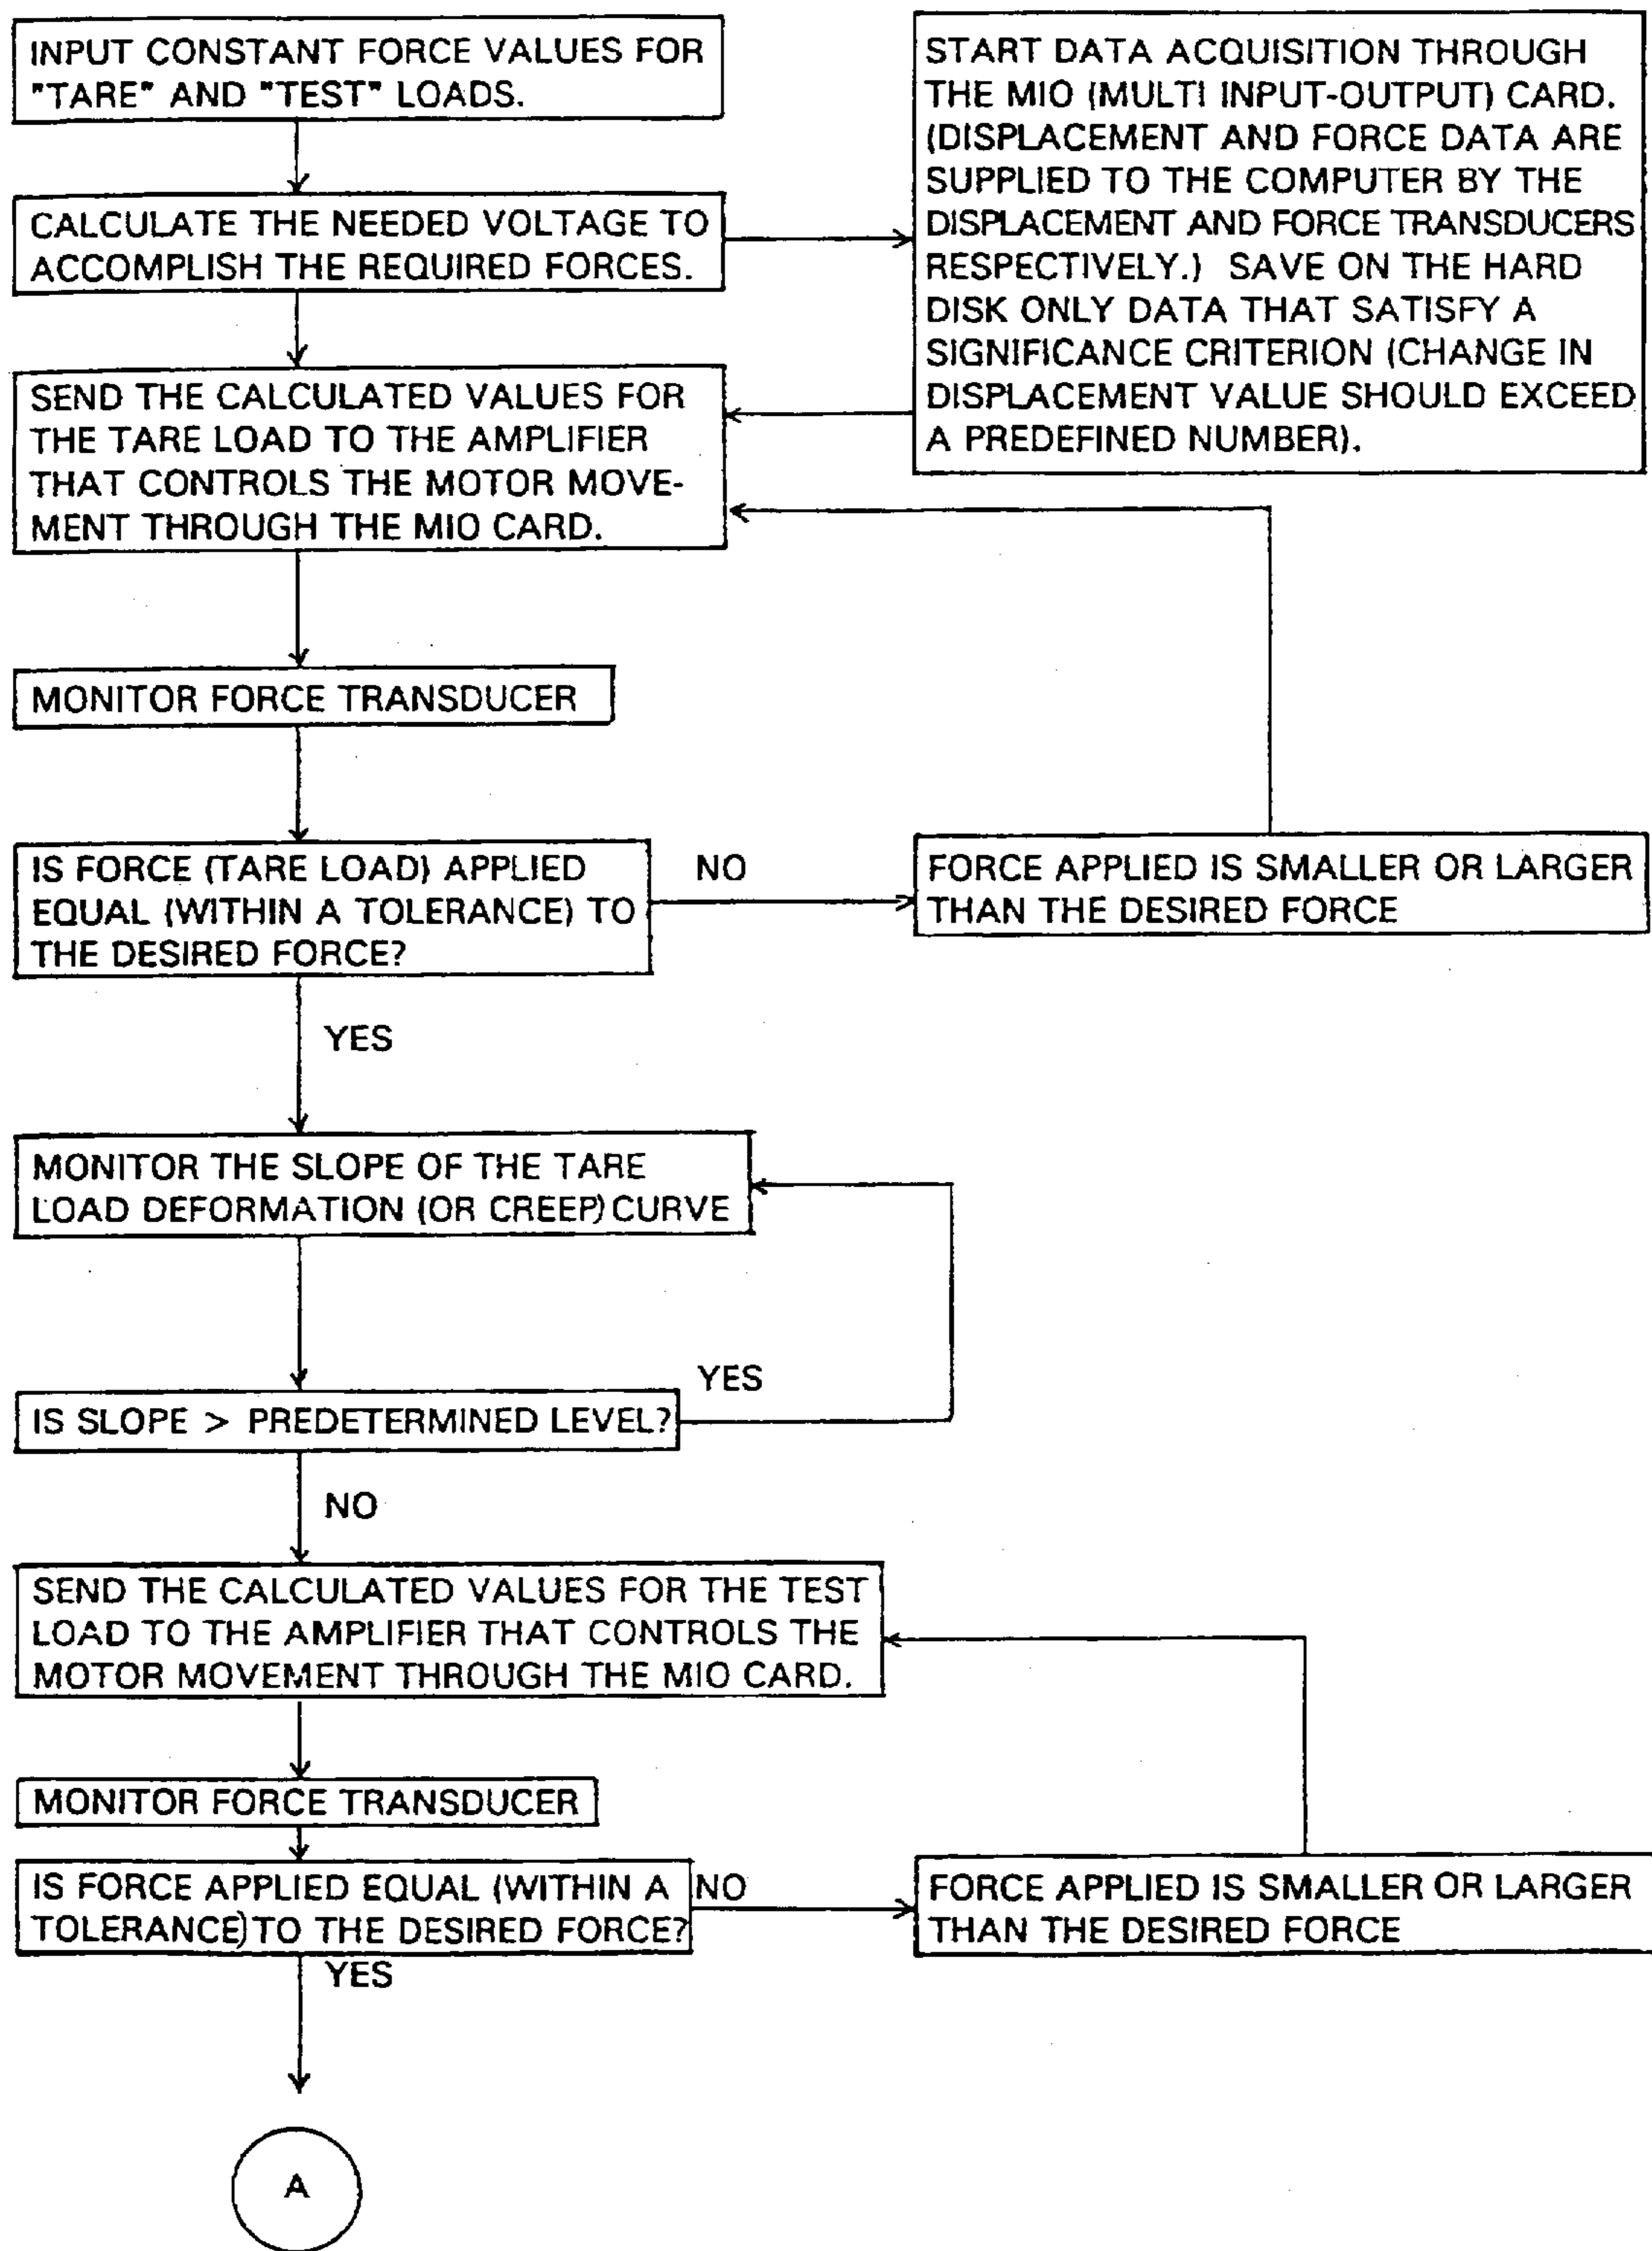 INPUT CONSTANT FORCE VALUES FOR
"TARE" AND "TEST" LOADS.
CALCULATE THE NEEDED VOLTAGE TO
ACCOMPLISH THE REQUIRED FORCES.
START DATA ACQUISITION THROUGH
THE MIO (MULTI INPUT-OUTPUT) CARD.
(DISPLACEMENT AND FORCE DATA ARE
SUPPLIED TO THE COMPUTER BY THE
DISPLACEMENT AND FORCE TRANSDUCERS
RESPECTIVELY.) SAVE ON THE HARD
DISK ONLY DATA THAT SATISFY A
SIGNIFICANCE CRITERION (CHANGE IN
DISPLACEMENT VALUE SHOULD EXCEED
A PREDEFINED NUMBER).
SEND THE CALCULATED VALUES FOR
THE TARE LOAD TO THE AMPLIFIER
THAT CONTROLS THE MOTOR MOVE-
MENT THROUGH THE MIO CARD.
MONITOR FORCE TRANSDUCER
IS FORCE (TARE LOAD) APPLIED
EQUAL (WITHIN A TOLERANCE) TO
THE DESIRED FORCE?
NO
FORCE APPLIED IS SMALLER OR LARGER
THAN THE DESIRED FORCE
YES
MONITOR THE SLOPE OF THE TARE
LOAD DEFORMATION (OR CREEP) CURVE
IS SLOPE > PREDETERMINED LEVEL?
YES
NO
SEND THE CALCULATED VALUES FOR THE TEST
LOAD TO THE AMPLIFIER THAT CONTROLS THE
MOTOR MOVEMENT THROUGH THE MIO CARD.
MONITOR FORCE TRANSDUCER
IS FORCE APPLIED EQUAL (WITHIN A
TOLERANCE) TO THE DESIRED FORCE?
NO
FORCE APPLIED IS SMALLER OR LARGER
THAN THE DESIRED FORCE
YES
A